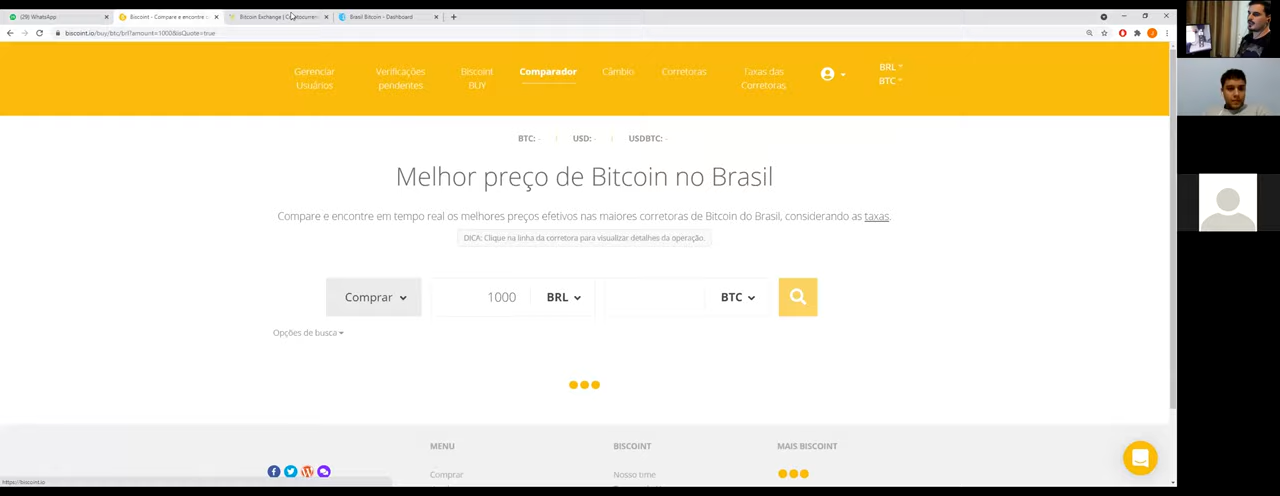 (29) WhatsApp
Biscoint - Compare e encontre o
Bitcoin Exchange | Cryptocurren
Brasil Bitcoin - Dashboard
biscoint.io/buy/btc/brl?amount=1000&isQuote=true
Gerenciar
Usuários
Verificações
pendentes
Biscoint
BUY
Comparador
Câmbio
Corretoras
Taxas das
Corretoras
BRL
BTC
BTC: -
USD: -
USDBTC: -
Melhor preço de Bitcoin no Brasil
Compare e encontre em tempo real os melhores preços efetivos nas maiores corretoras de Bitcoin do Brasil, considerando as taxas.
DICA: Clique na linha da corretora para visualizar detalhes da operação.
Comprar
1000
BRL
BTC
Opções de busca
MENU
BISCOINT
MAIS BISCOINT
Comprar
Nosso time
https://biscoint.io